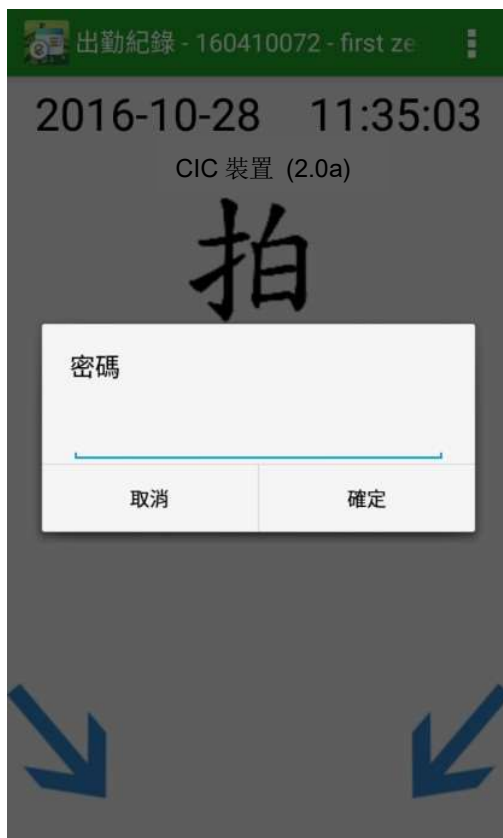 出勤紀錄 - 160410072 - first ze
2016-10-28 11:35:03
CIC 裝置 (2.0a)
拍
密碼
取消 確定